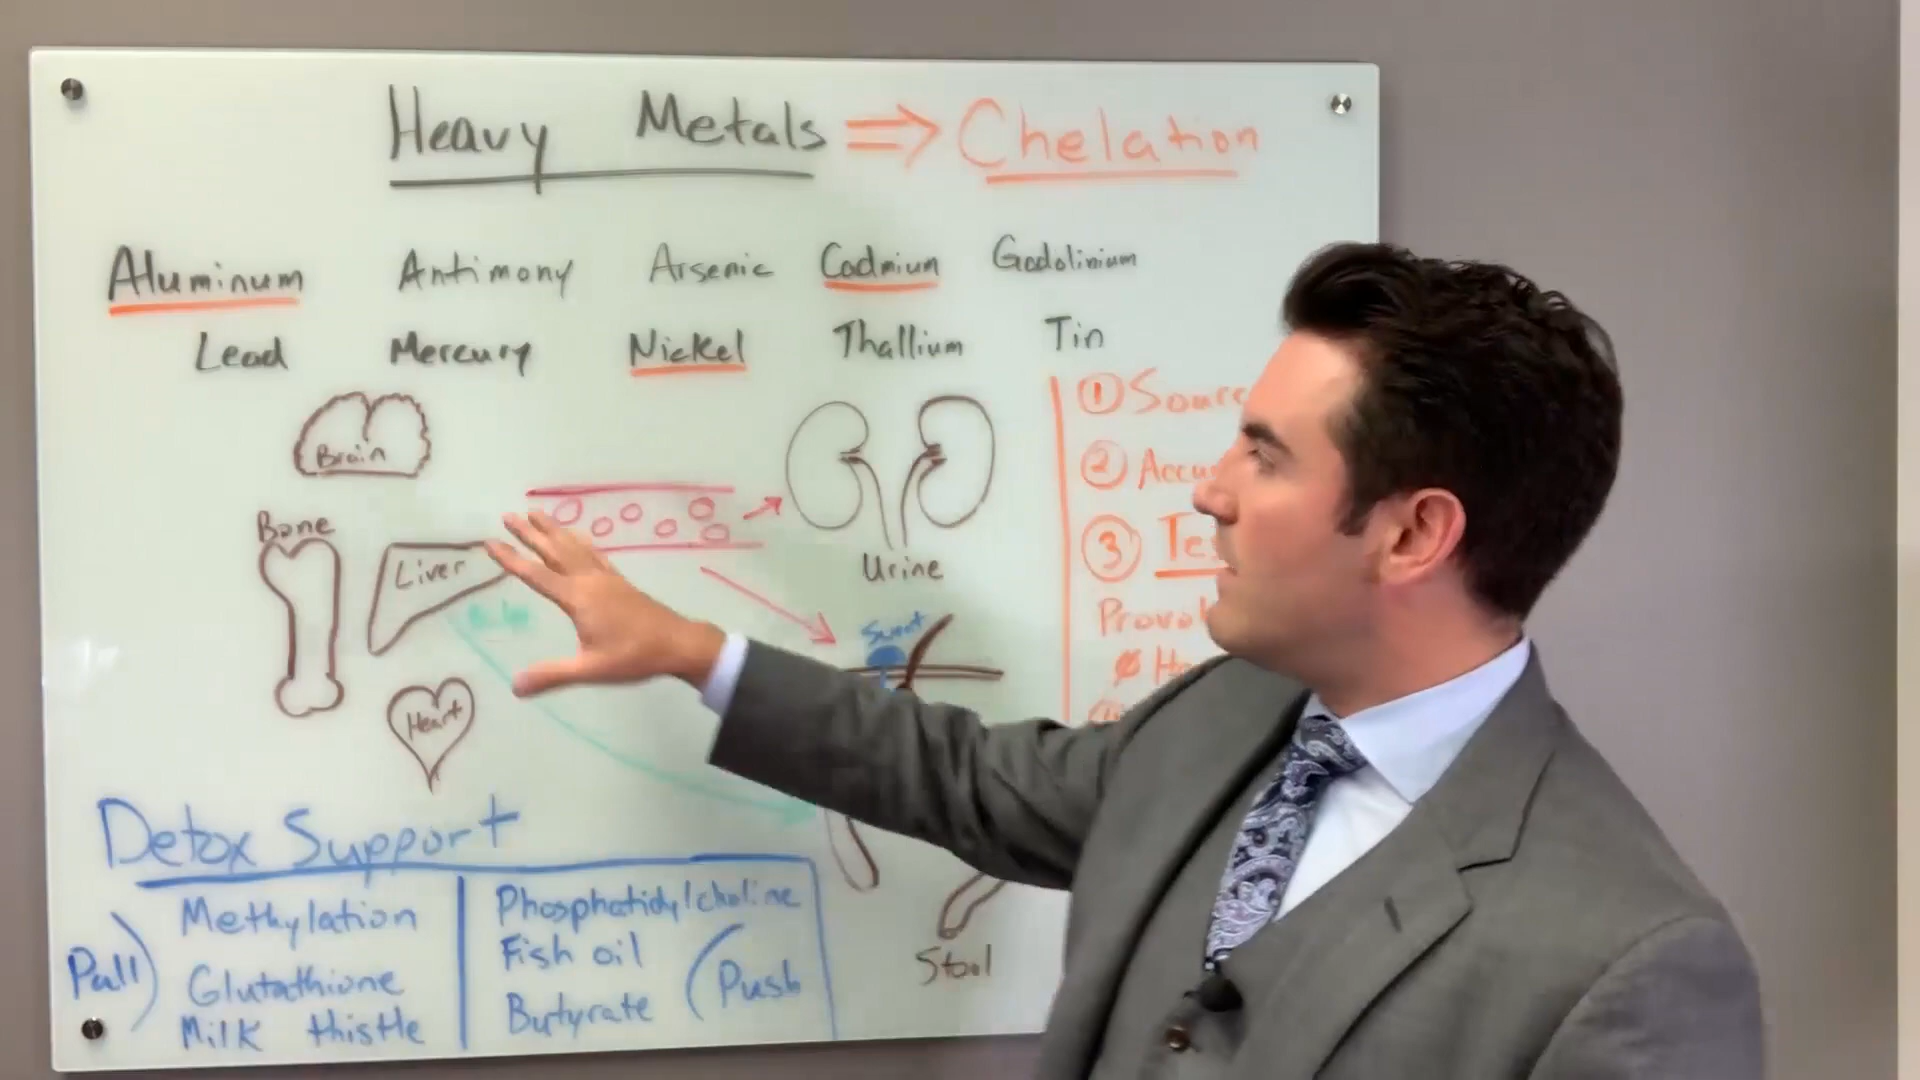 Heavy Metals ⇒ Chelation
Aluminum Antimony Arsenic Cadmium Gadolinium
Lead Mercury Nickel Thallium Tin
Brain
Bone
Liver
Heart
Urine
Sweat
Stool
① Sourc
② Accu
③ Tes
Provo
Detox Support
Pull) Methylation
Glutathione
Milk thistle
Phosphatidylcholine
Fish oil
Butyrate (Push